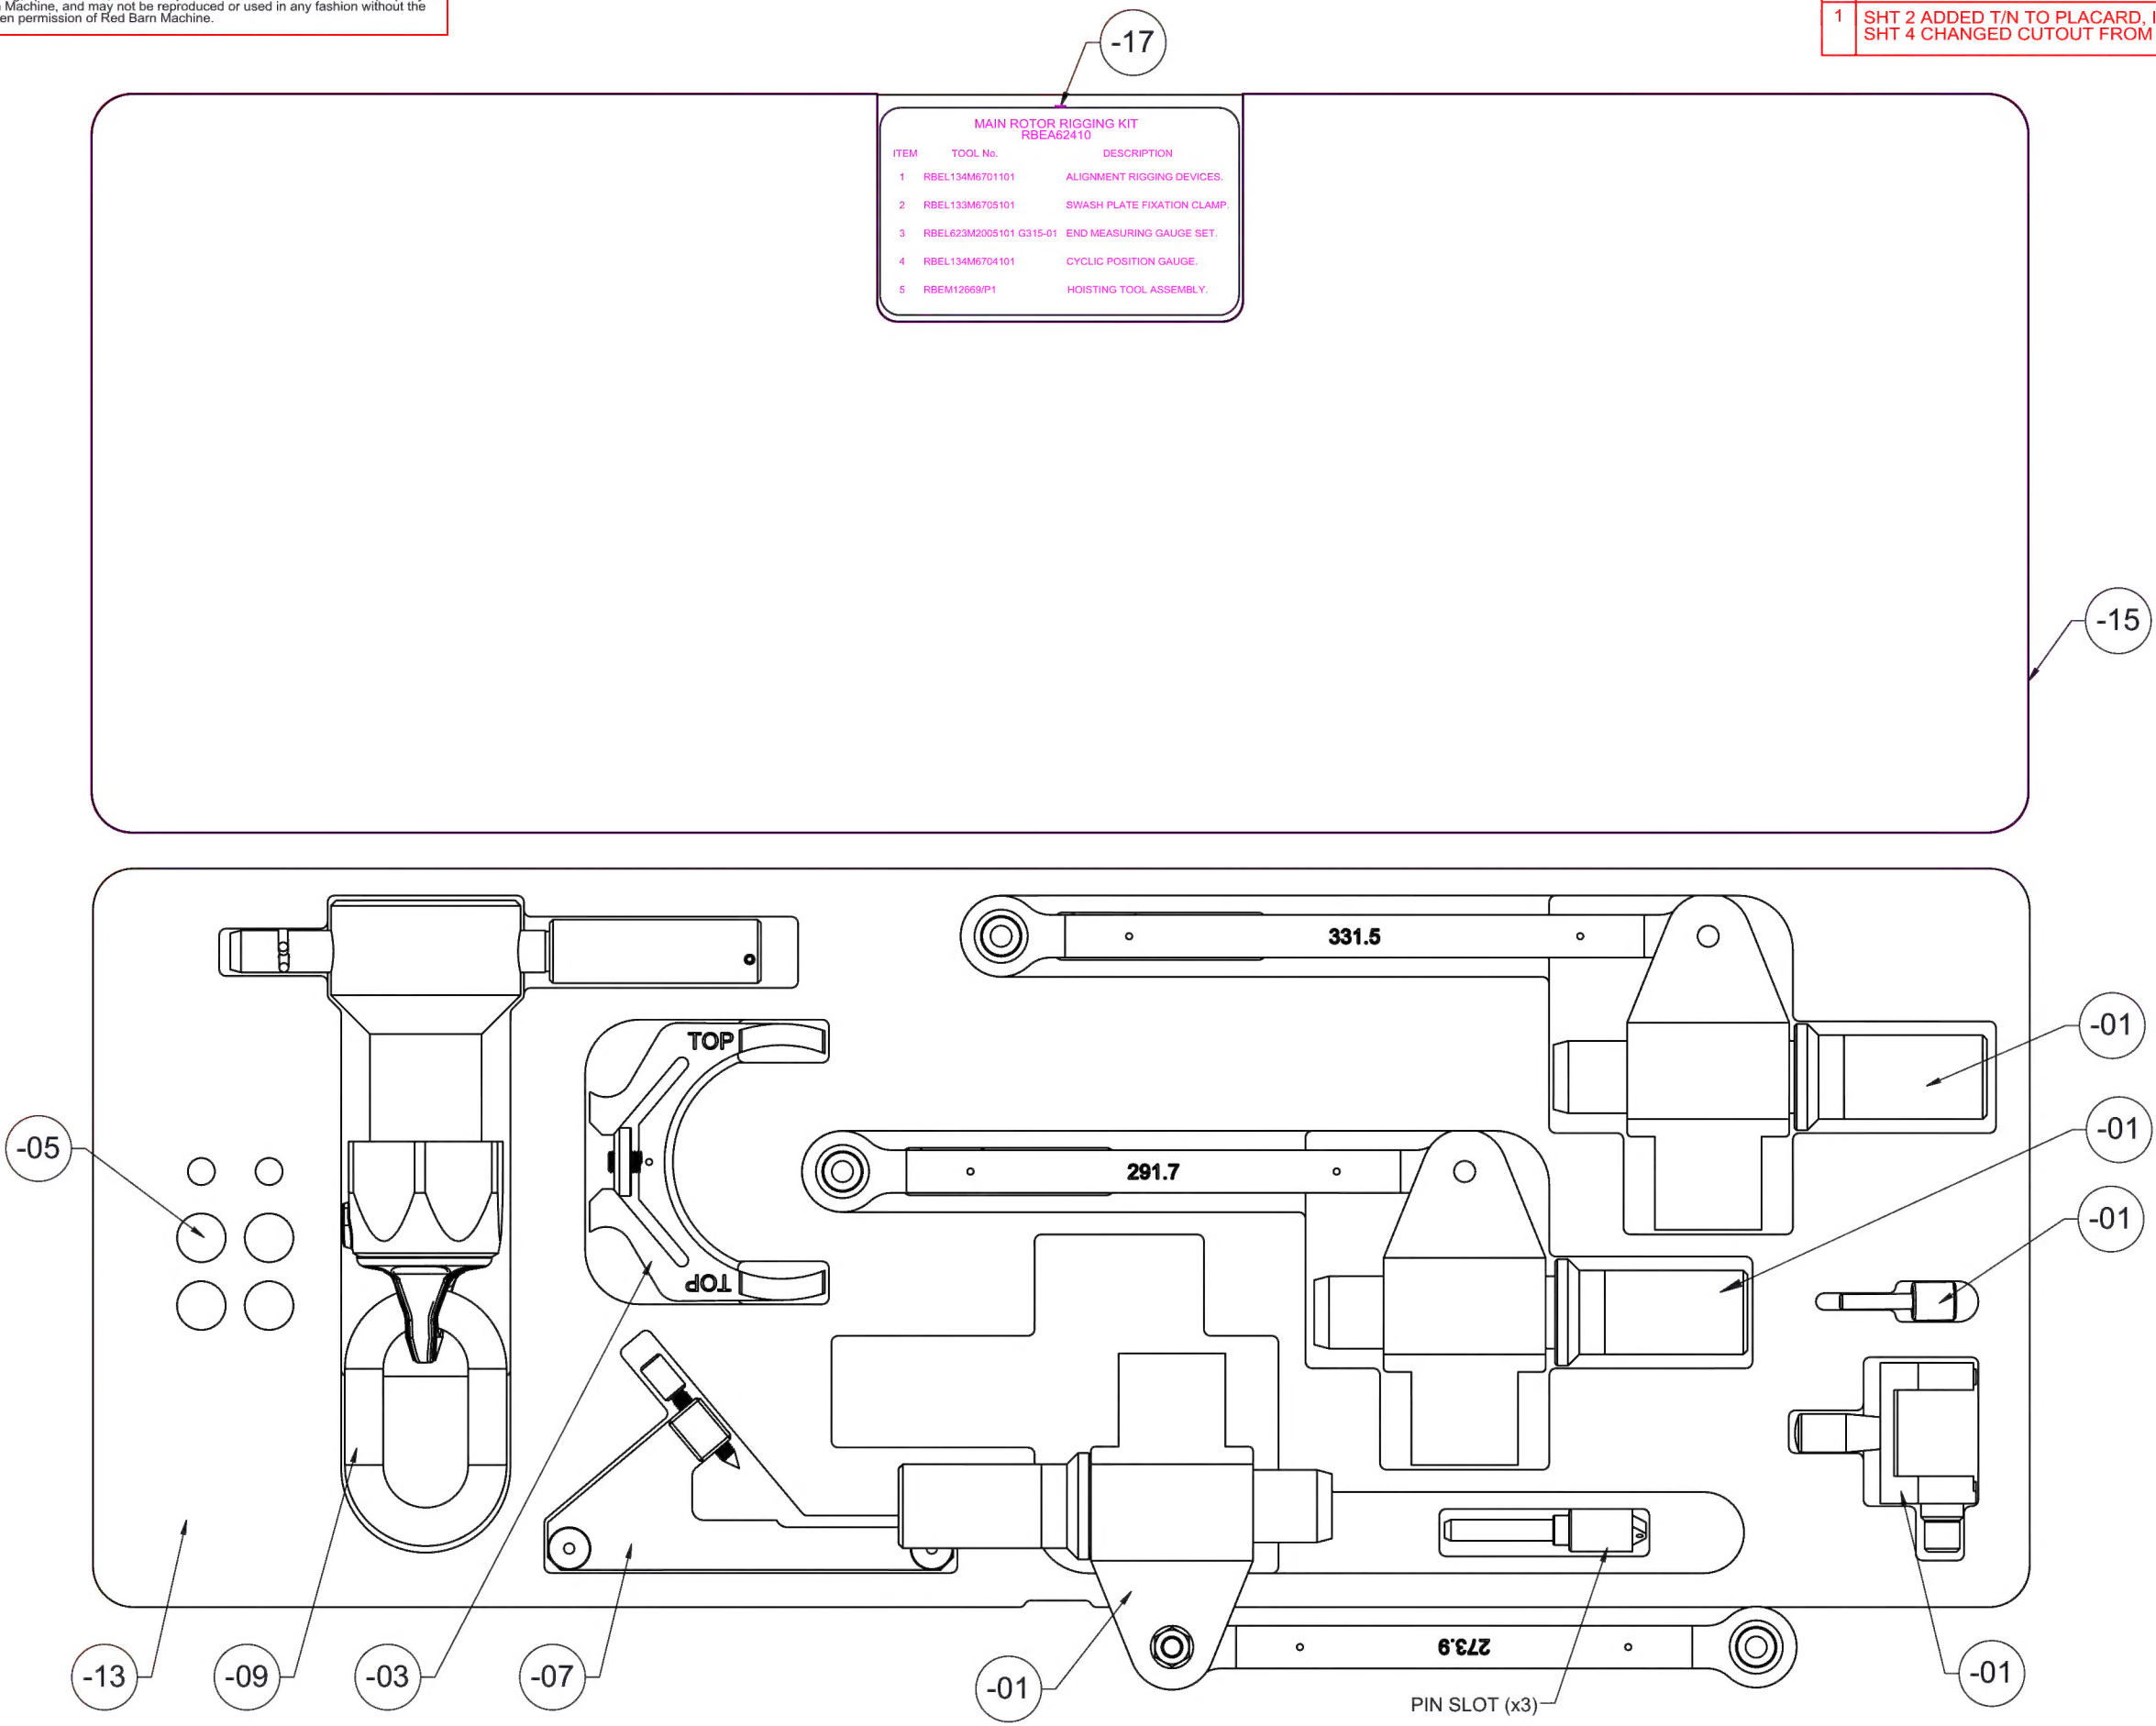 Machine, and may not be reproduced or used in any fashion without the
permission of Red Barn Machine.
1 SHT 2 ADDED T/N TO PLACARD,
SHT 4 CHANGED CUTOUT FROM
-17
MAIN ROTOR RIGGING KIT
RBEA62410
ITEM TOOL No. DESCRIPTION
1 RBEL134M6701101 ALIGNMENT RIGGING DEVICES.
2 RBEL133M6705101 SWASH PLATE FIXATION CLAMP.
3 RBEL623M2005101 G315-01 END MEASURING GAUGE SET.
4 RBEL134M6704101 CYCLIC POSITION GAUGE.
5 RBEM12669/P1 HOISTING TOOL ASSEMBLY.
-15
331.5
-01
TOP
-01
-05
291.7
-01
TOP
273.9
-13
-09
-03
-07
-01
PIN SLOT (x3)
-01